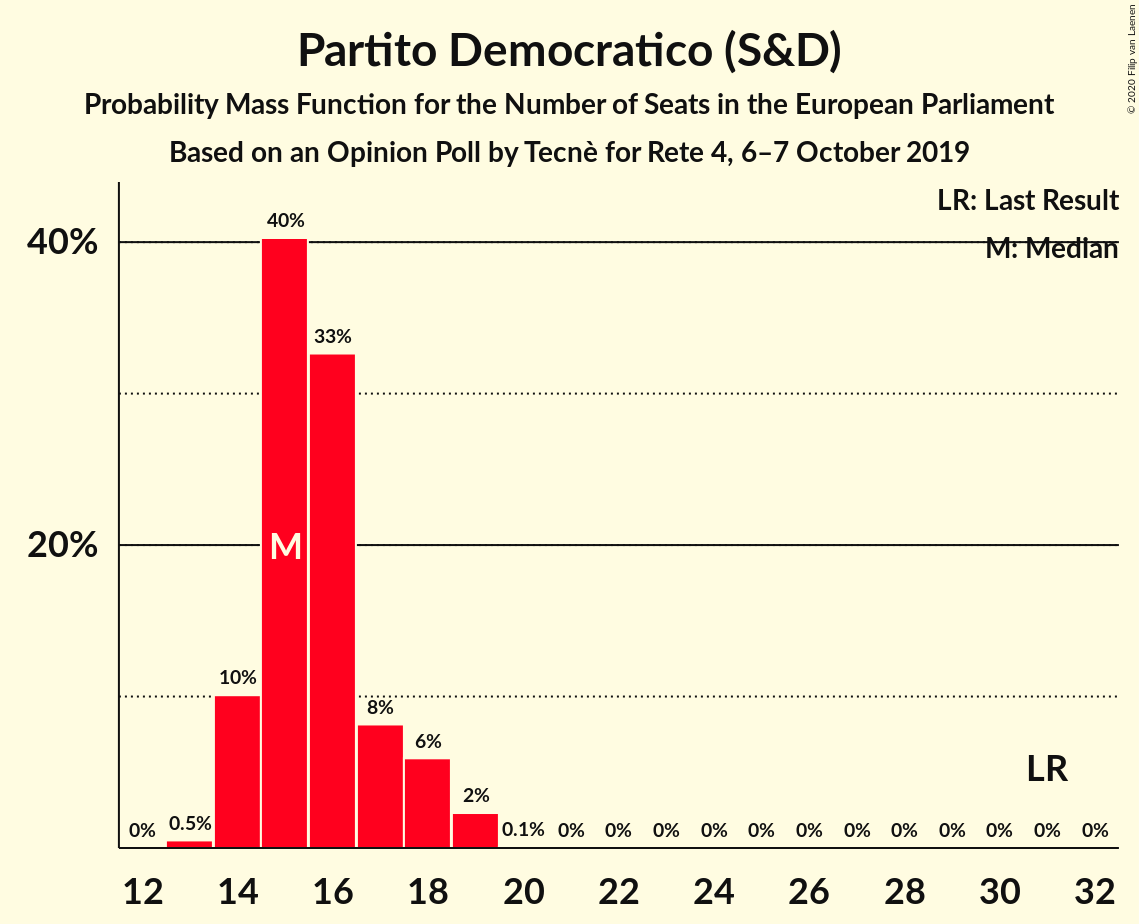 Partito Democratico (S&D)
Probability Mass Function for the Number of Seats in the European Parliament
Based on an Opinion Poll by Tecnè for Rete 4, 6–7 October 2019
© 2020 Filip van Laenen
LR: Last Result
M: Median
40%
20%
0% 0.5% 10% 40% 33% 8% 6% 2% 0.1% 0% 0% 0% 0% 0% 0% 0% 0% 0% 0% 0% 0%
M
LR
12 14 16 18 20 22 24 26 28 30 32